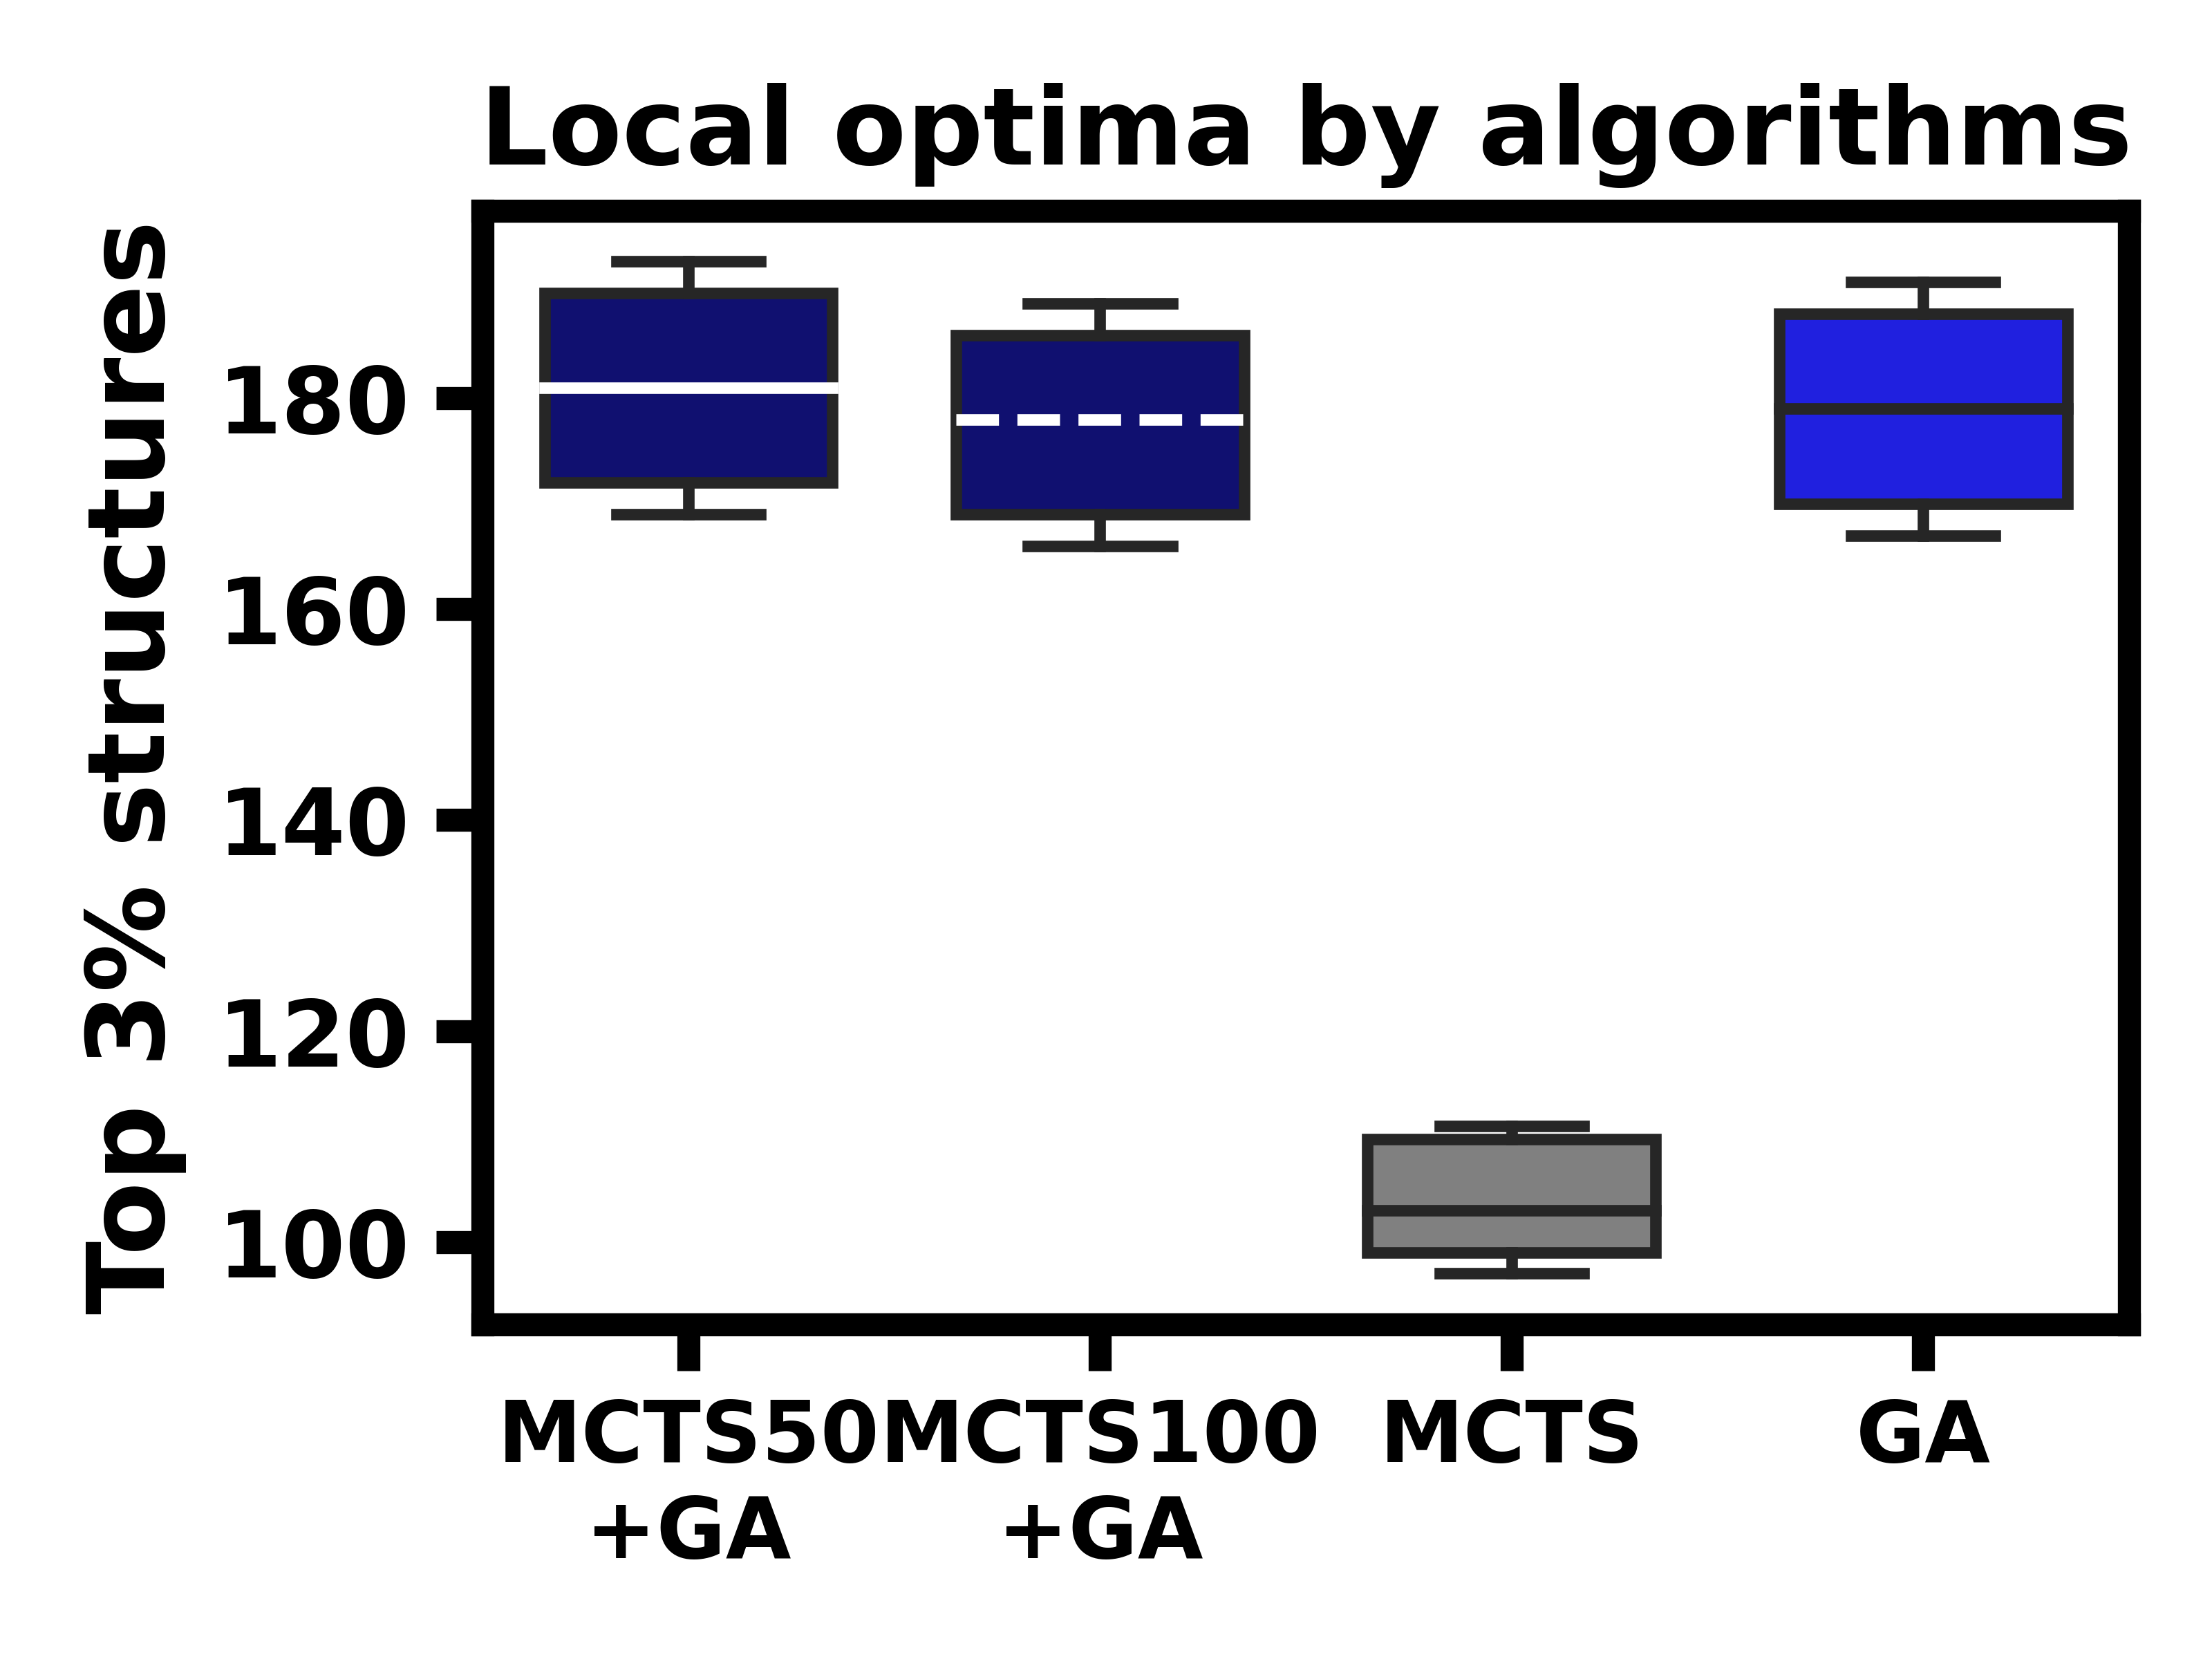 Local optima by algorithms
Top 3% structures
180
160
140
120
100
MCTS50 MCTS100 MCTS GA
+GA +GA